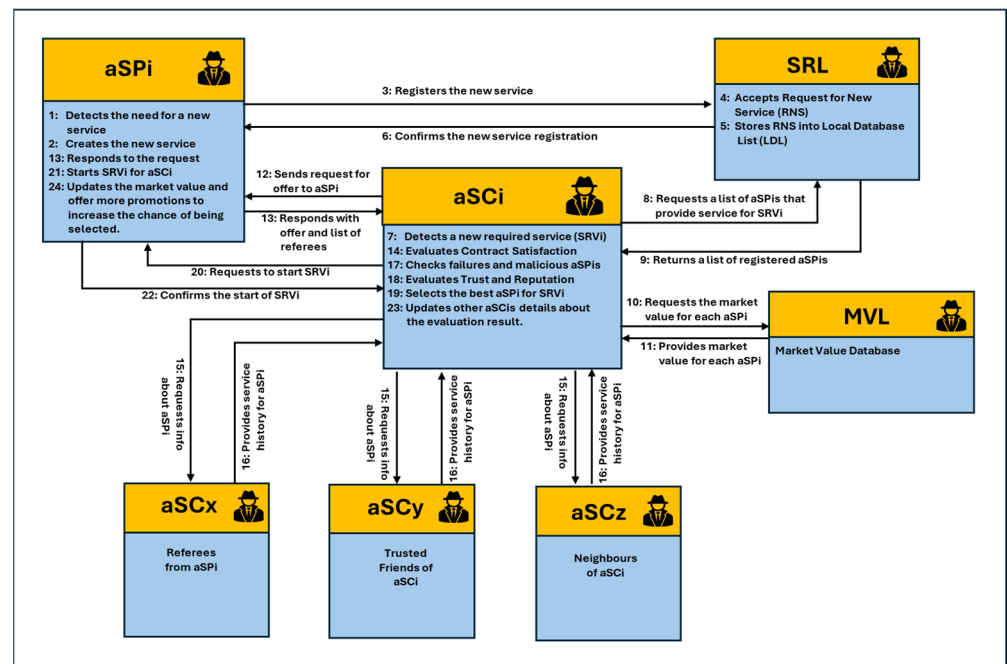 aSPi
1: Detects the need for a new
service
2: Creates the new service
13: Responds to the request
21: Starts SRVi for aSCi
24: Updates the market value and
offer more promotions to
increase the chance of being
selected.
3: Registers the new service
6: Confirms the new service registration
SRL
4: Accepts Request for New
Service (RNS)
5: Stores RNS into Local Database
List (LDL)
12: Sends request for
offer to aSPi
13: Responds with
offer and list of
referees
20: Requests to start SRVi
22: Confirms the start of SRVi
aSCi
7: Detects a new required service (SRVi)
14: Evaluates Contract Satisfaction
17: Checks failures and malicious aSPis
18: Evaluates Trust and Reputation
19: Selects the best aSPi for SRVi
23: Updates other aSCis details about
the evaluation result.
8: Requests a list of aSPis that
provide service for SRVi
9: Returns a list of registered aSPis
10: Requests the market
value for each aSPi
11: Provides market
value for each aSPi
MVL
Market Value Database
15: Requests info
about aSPi
16: Provides service
history for aSPi
15: Requests info
about aSPi
16: Provides service
history for aSPi
15: Requests info
about aSPi
16: Provides service
history for aSPi
aSCx
Referees
from aSPi
aSCy
Trusted
Friends of
aSCi
aSCz
Neighbours
of aSCi